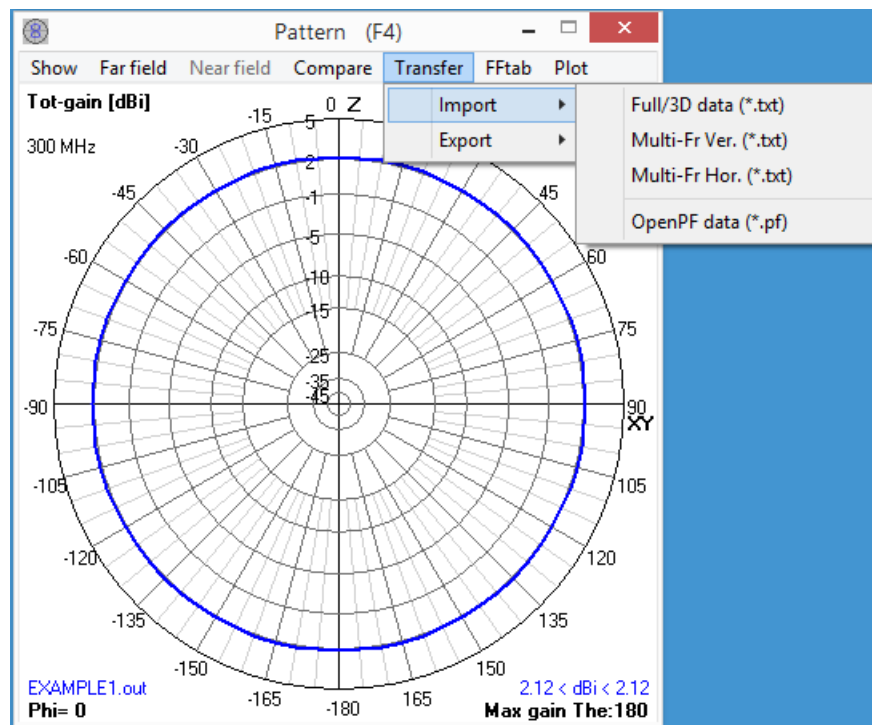 Pattern (F4)
Show Far field Near field Compare Transfer FFtab Plot
Import
Export
Full/3D data (*.txt)
Multi-Fr Ver. (*.txt)
Multi-Fr Hor. (*.txt)
OpenPF data (*.pf)
Tot-gain [dBi]
300 MHz
0 Z
-15
-30
-45
45
-60
60
-75
75
-90
90
XY
-105
105
-120
120
-135
135
-150
150
-165
165
-180
5
2
-1
-5
-10
-15
-25
-35
-45
EXAMPLE1.out
2.12 < dBi < 2.12
Phi= 0
Max gain The:180